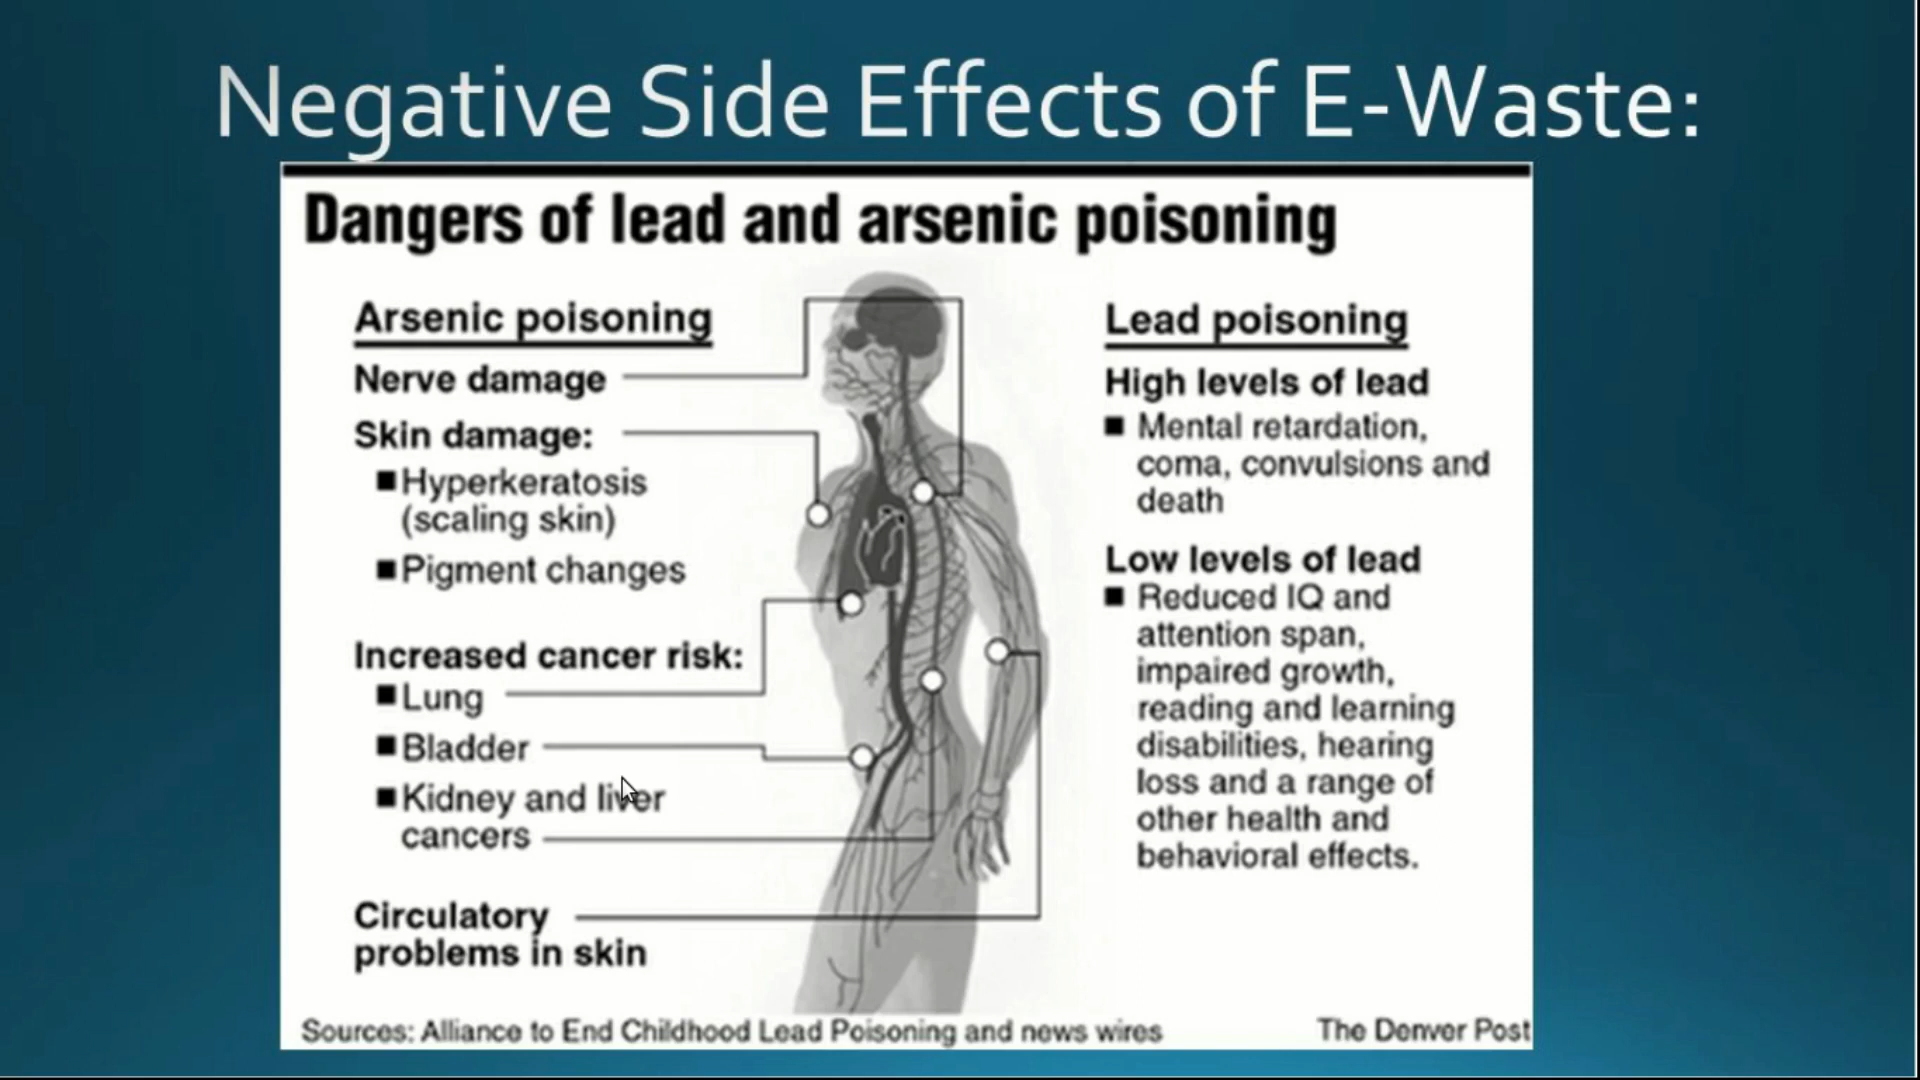 Negative Side Effects of E-Waste:
Dangers of lead and arsenic poisoning
Arsenic poisoning
Nerve damage
Skin damage:
■ Hyperkeratosis
(scaling skin)
■ Pigment changes
Increased cancer risk:
■ Lung
■ Bladder
■ Kidney and liver
cancers
Circulatory
problems in skin
Lead poisoning
High levels of lead
■ Mental retardation,
coma, convulsions and
death
Low levels of lead
■ Reduced IQ and
attention span,
impaired growth,
reading and learning
disabilities, hearing
loss and a range of
other health and
behavioral effects.
Sources: Alliance to End Childhood Lead Poisoning and news wires
The Denver Post